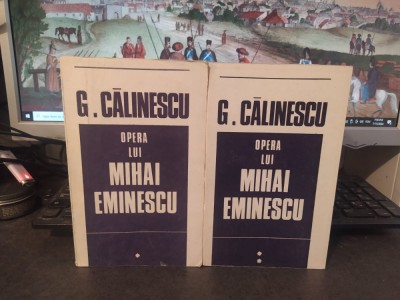 G. CĂLINESCU
OPERA
LUI
MIHAI
EMINESCU
G. CĂLINESCU
OPERA
LUI
MIHAI
EMINESCU